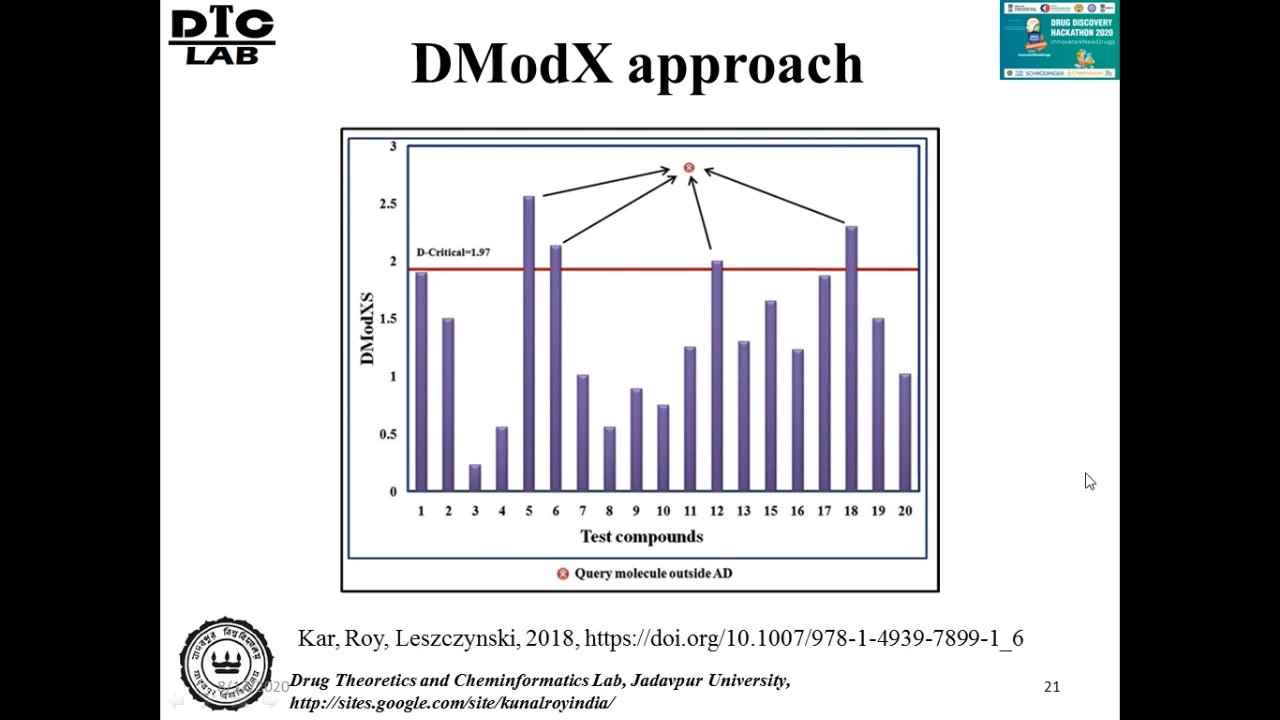 DTC
LAB
DRUG DISCOVERY
HACKATHON 2020
SCHRÖDINGER
DModX approach
3
2.5
2
1.5
1
0.5
0
DModXS
D-Critical=1.97
1 2 3 4 5 6 7 8 9 10 11 12 13 15 16 17 18 19 20
Test compounds
Query molecule outside AD
Kar, Roy, Leszczynski, 2018, https://doi.org/10.1007/978-1-4939-7899-1_6
Drug Theoretics and Cheminformatics Lab, Jadavpur University,
http://sites.google.com/site/kunalroyindia/
21